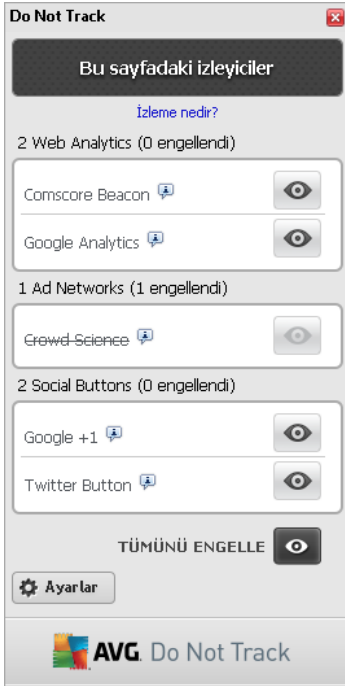 Do Not Track
Bu sayfadaki izleyiciler
İzleme nedir?
2 Web Analytics (0 engellendi)
Comscore Beacon
Google Analytics
1 Ad Networks (1 engellendi)
Crowd Science
2 Social Buttons (0 engellendi)
Google +1
Twitter Button
TÜMÜNÜ ENGELLE
Ayarlar
AVG. Do Not Track